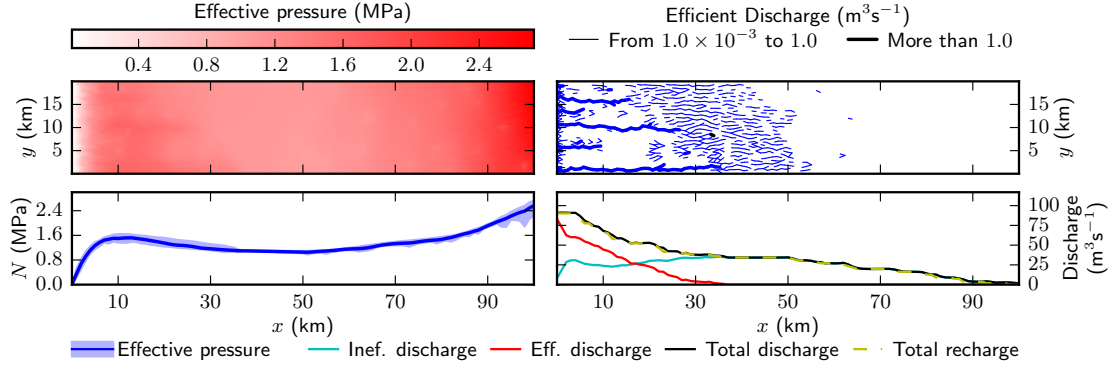 Effective pressure (MPa)
0.4 0.8 1.2 1.6 2.0 2.4
Efficient Discharge (m³s⁻¹)
From 1.0 × 10⁻³ to 1.0 More than 1.0
y (km)
15
10
5
15
10
5
y (km)
N (MPa)
2.4
1.6
0.8
0.0
10 30 50 70 90
x (km)
100
75
50
25
0
Discharge
(m³s⁻¹)
10 30 50 70 90
x (km)
Effective pressure Inef. discharge Eff. discharge Total discharge Total recharge